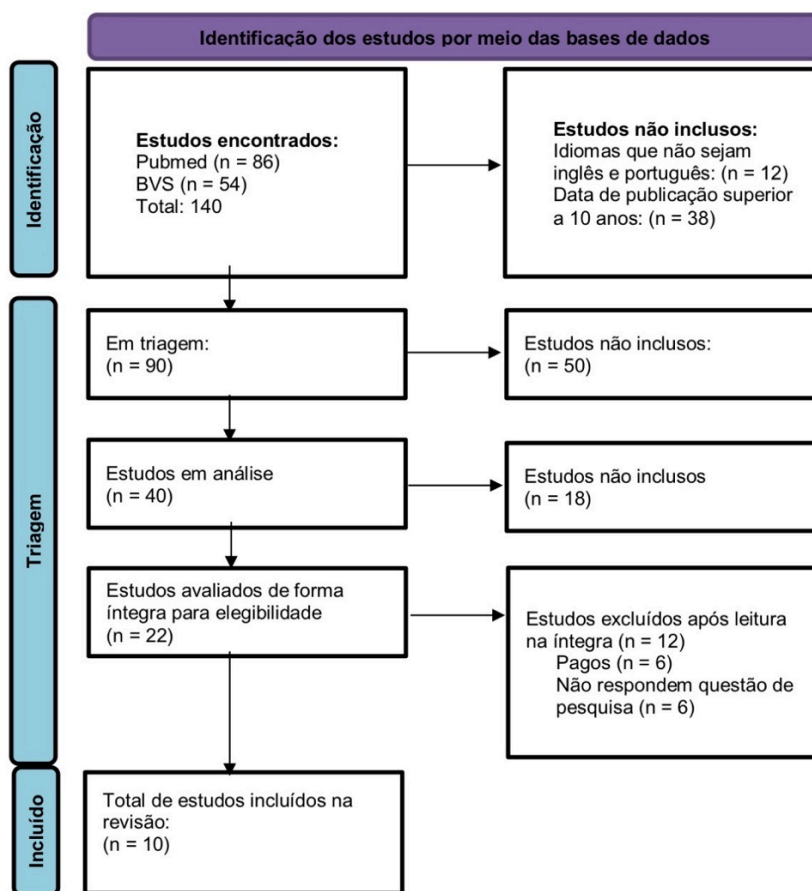 Identificação dos estudos por meio das bases de dados
Identificação
Estudos encontrados:
Pubmed (n = 86)
BVS (n = 54)
Total: 140
Estudos não inclusos:
Idiomas que não sejam
inglês e português: (n = 12)
Data de publicação superior
a 10 anos: (n = 38)
Triagem
Em triagem:
(n = 90)
Estudos não inclusos:
(n = 50)
Estudos em análise
(n = 40)
Estudos não inclusos
(n = 18)
Estudos avaliados de forma
íntegra para elegibilidade
(n = 22)
Estudos excluídos após leitura
na íntegra (n = 12)
Pagos (n = 6)
Não respondem questão de
pesquisa (n = 6)
Incluído
Total de estudos incluídos na
revisão:
(n = 10)